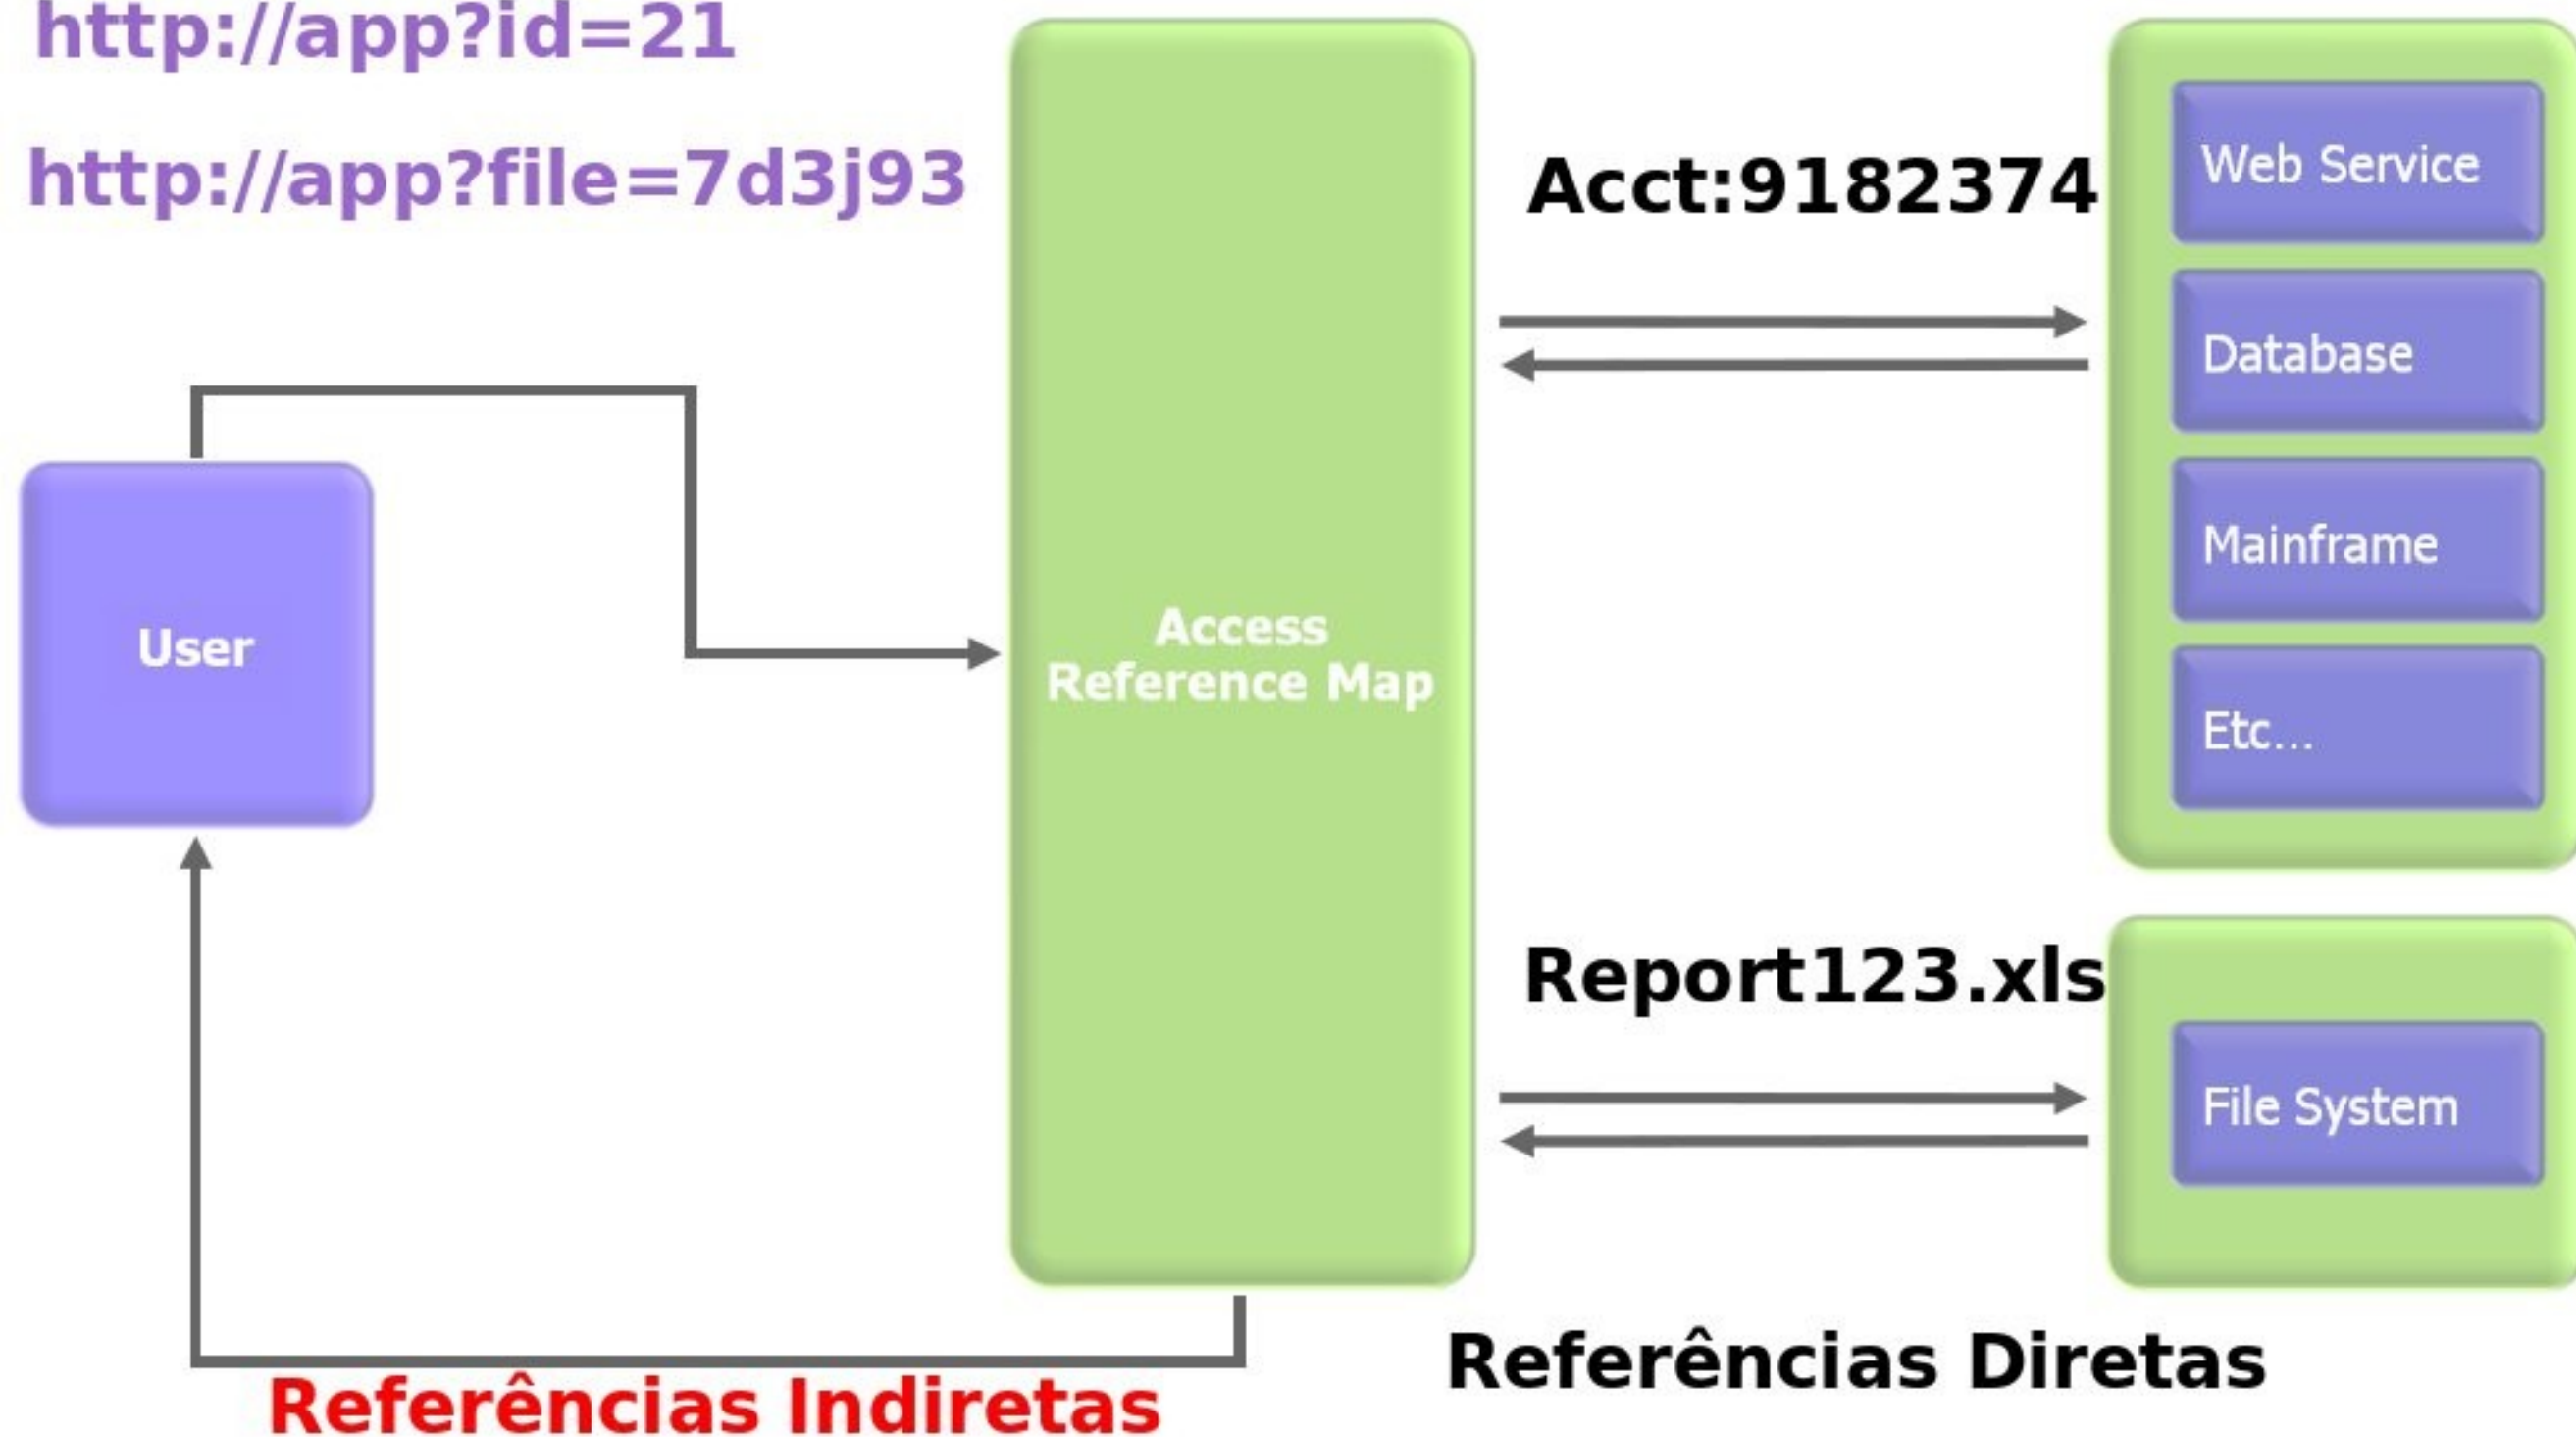 http://app?id=21
http://app?file=7d3j93
User
Access
Reference Map
Acct:9182374
Web Service
Database
Mainframe
Etc...
Report123.xls
File System
Referências Indiretas
Referências Diretas